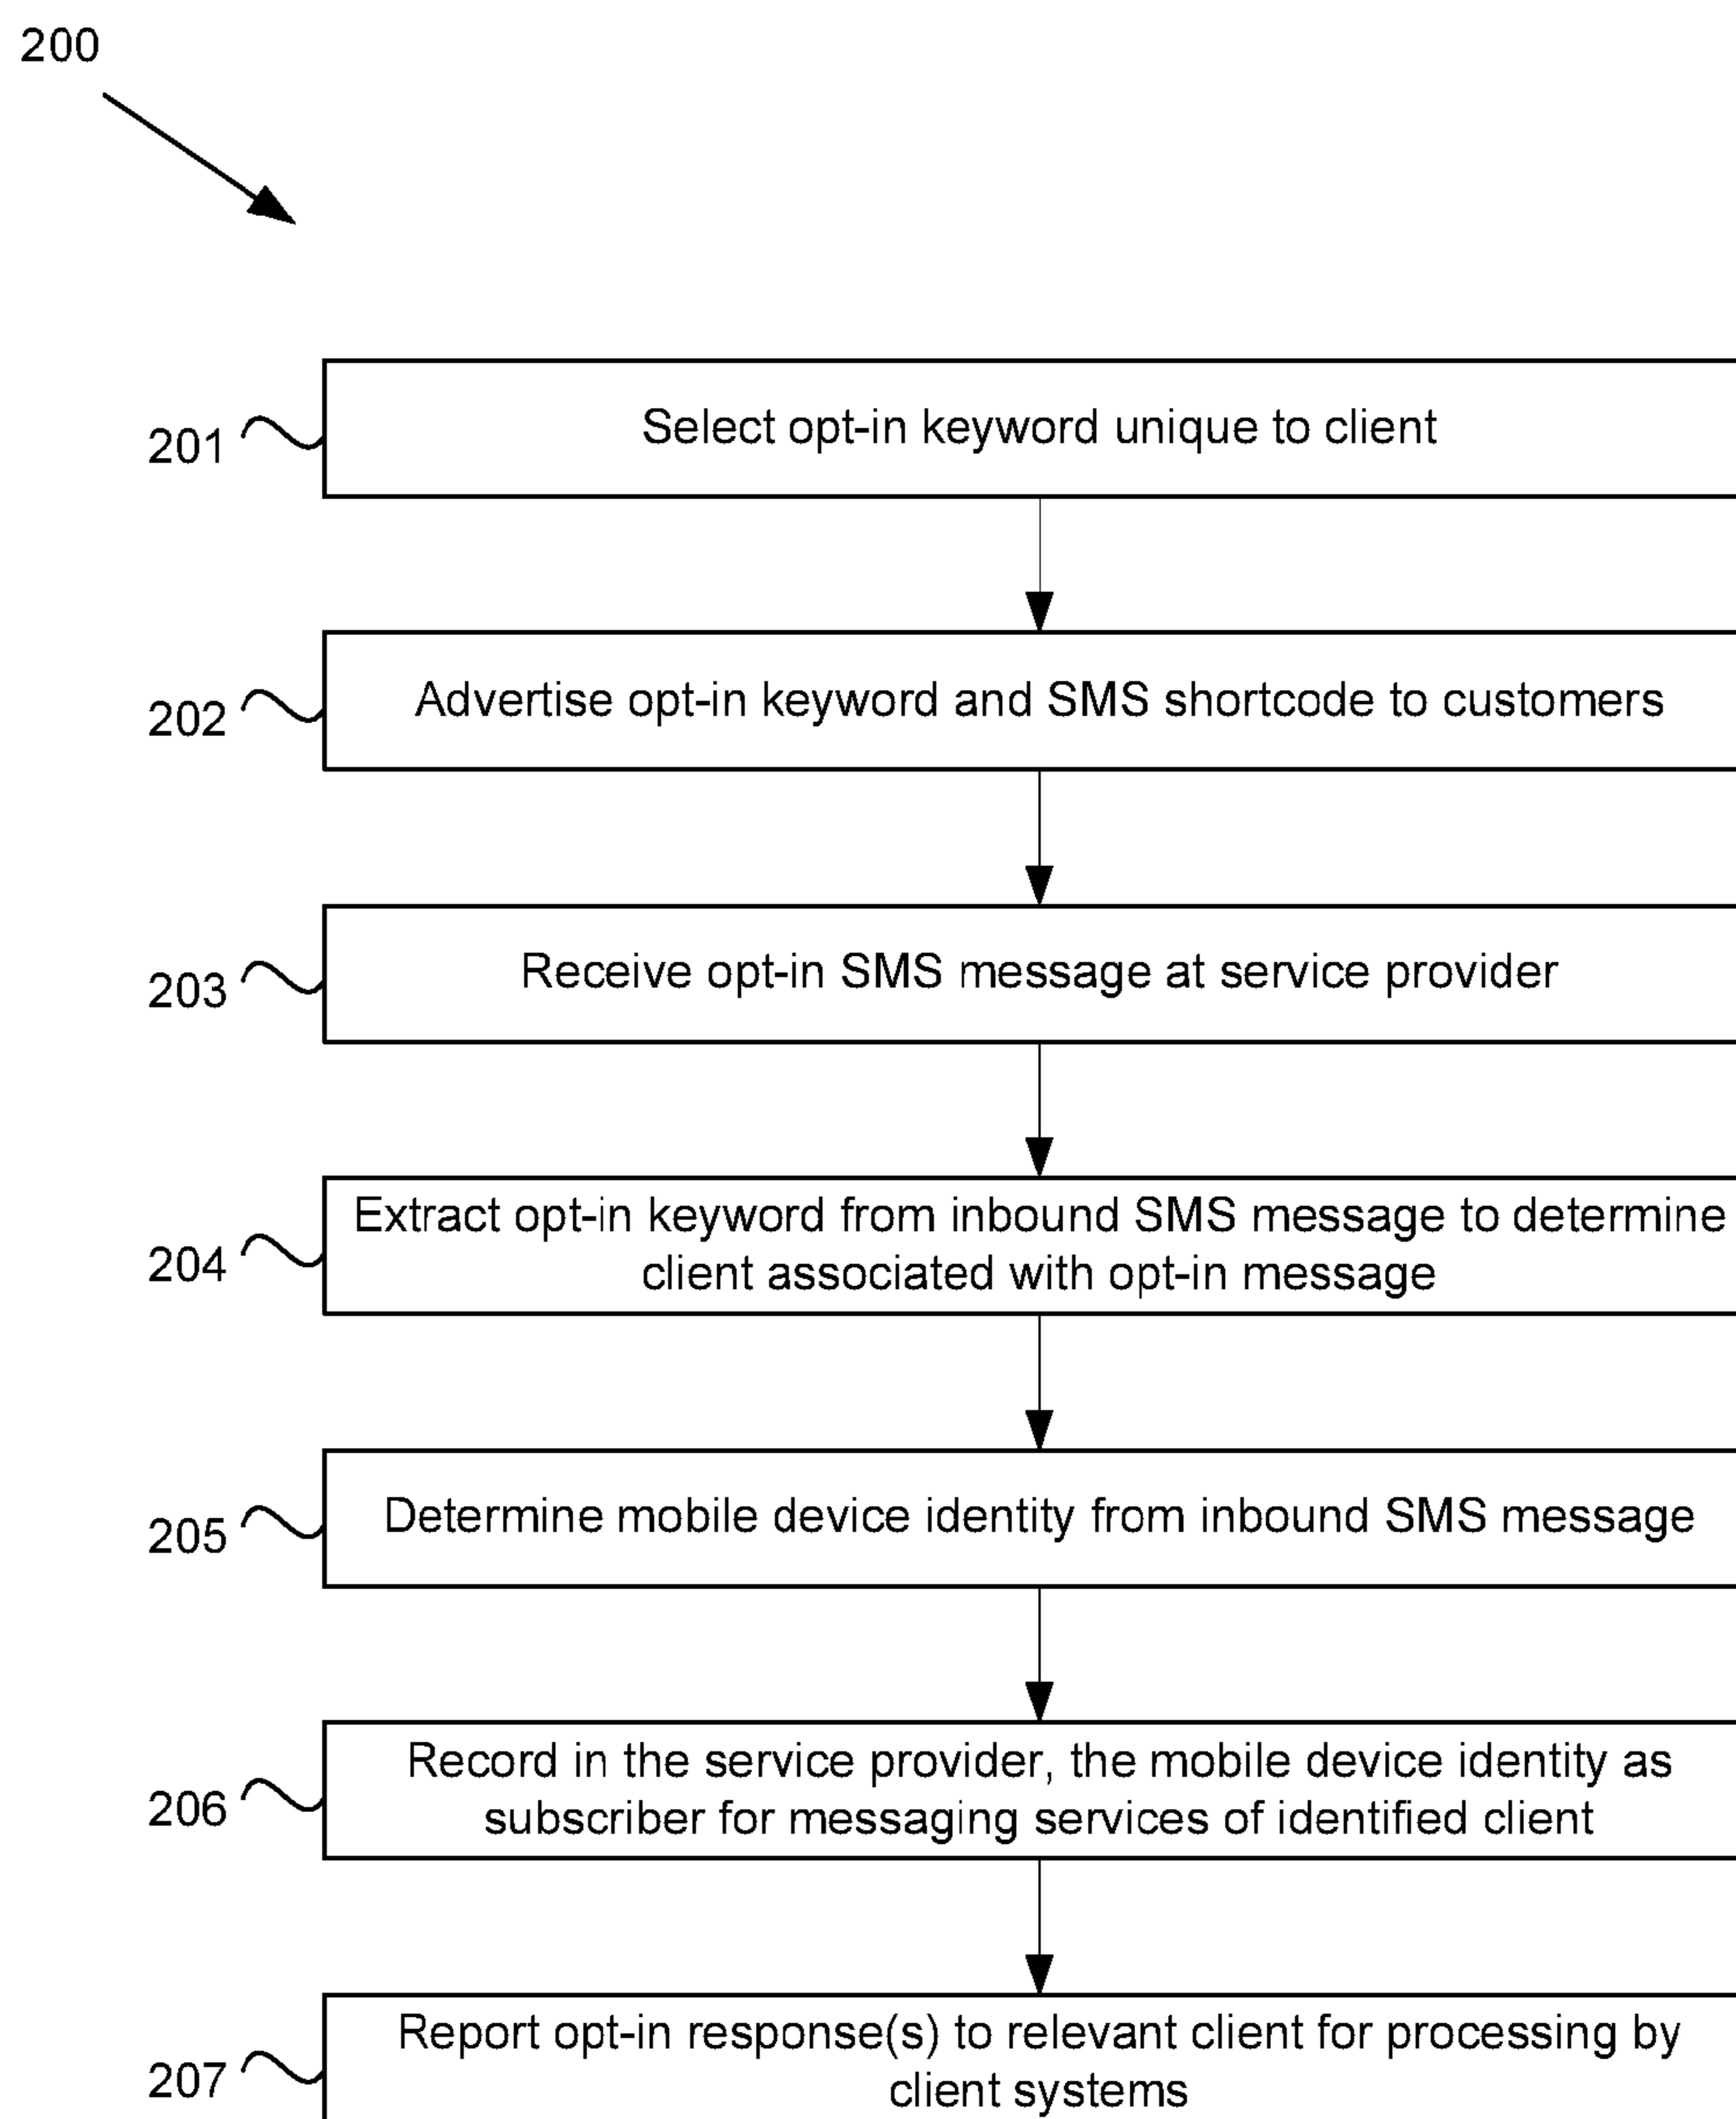 200
201
Select opt-in keyword unique to client
202
Advertise opt-in keyword and SMS shortcode to customers
203
Receive opt-in SMS message at service provider
204
Extract opt-in keyword from inbound SMS message to determine
client associated with opt-in message
205
Determine mobile device identity from inbound SMS message
206
Record in the service provider, the mobile device identity as
subscriber for messaging services of identified client
207
Report opt-in response(s) to relevant client for processing by
client systems